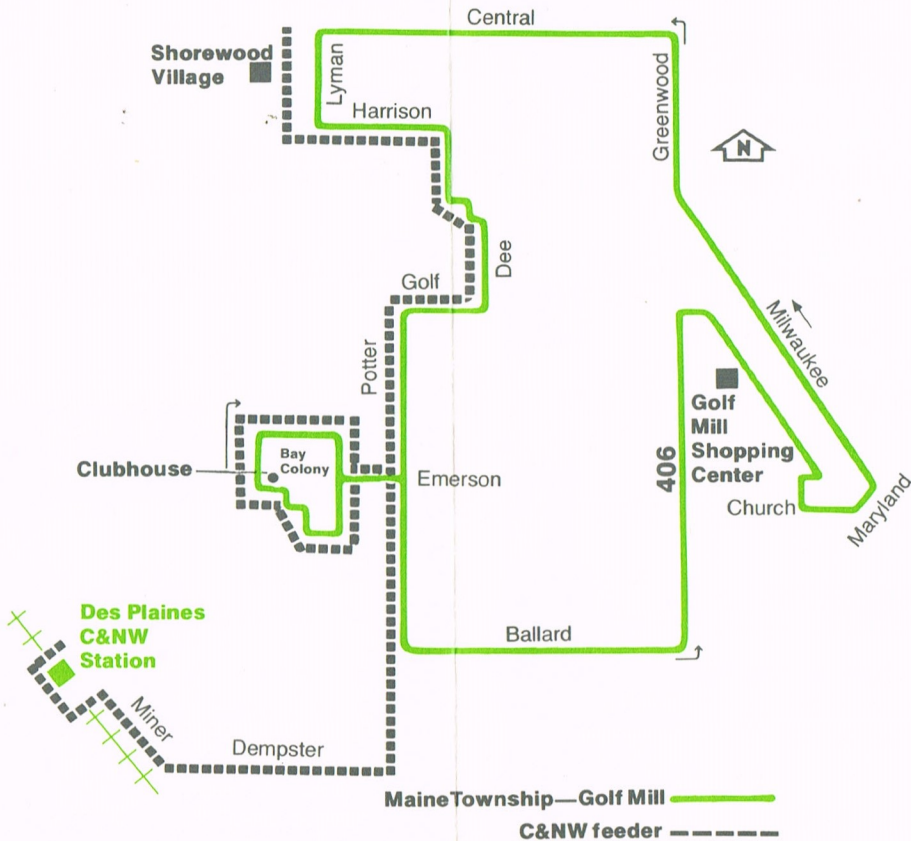 Central
Shorewood
Village
Lyman
Harrison
Greenwood
N
Dee
Golf
Milwaukee
Potter
Golf
Mill
Shopping
Center
406
Bay
Colony
Clubhouse
Emerson
Church
Maryland
Des Plaines
C&NW
Station
Ballard
Miner
Dempster
MaineTownship—Golf Mill
C&NW feeder